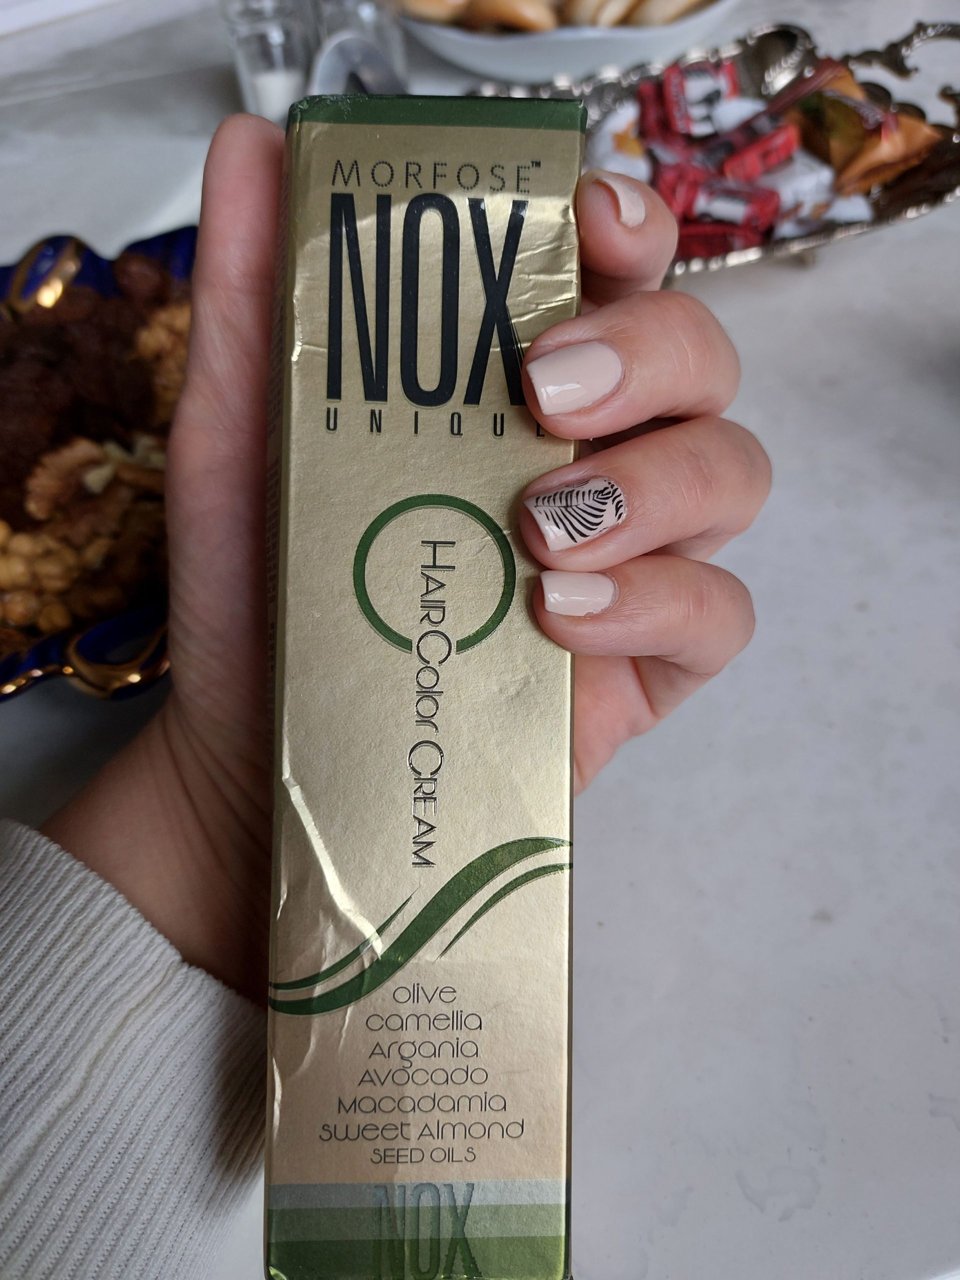 MORFOSE™
NOX
UNIQUE
HAIR COLOR CREAM
olive
camellia
Argania
Avocado
Macadamia
sweet Almond
SEED OILS
NOX